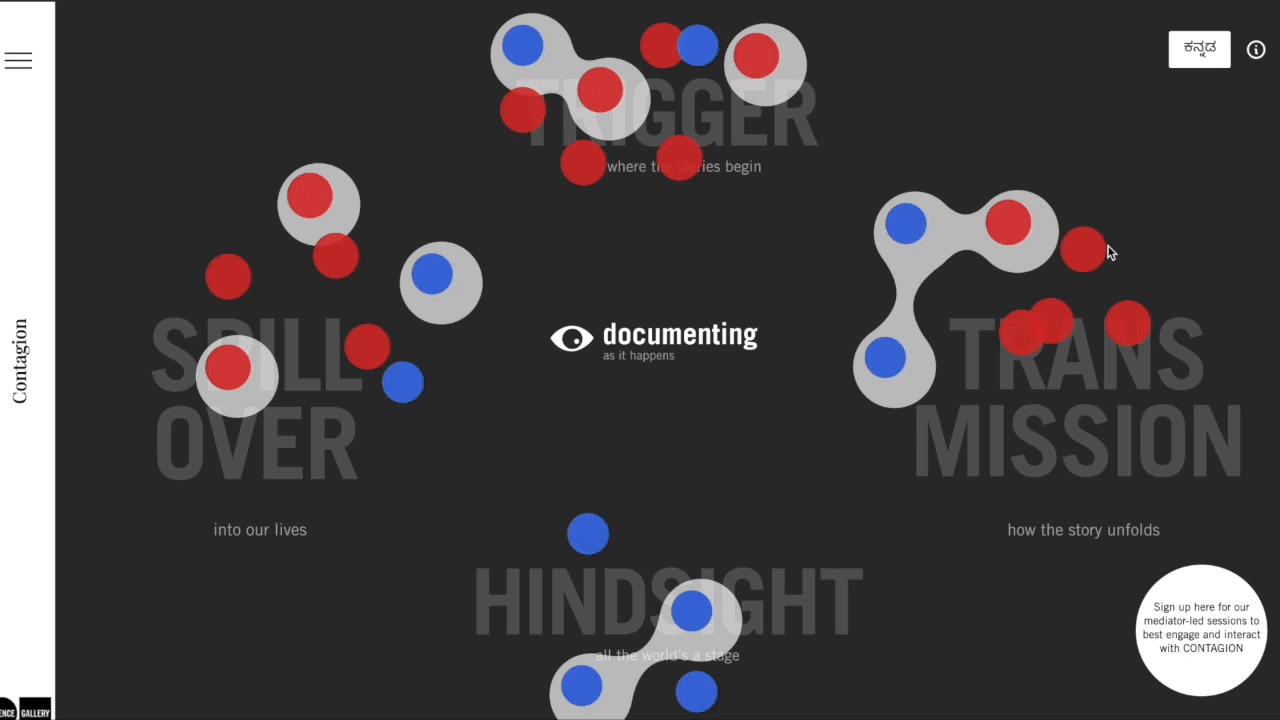 ಕನ್ನಡ
TRIGGER
where the stories begin
Contagion
SPILL
OVER
into our lives
documenting
as it happens
TRANS
MISSION
how the story unfolds
HINDSIGHT
all the world's a stage
Sign up here for our
mediator-led sessions to
best engage and interact
with CONTAGION
GALLERY